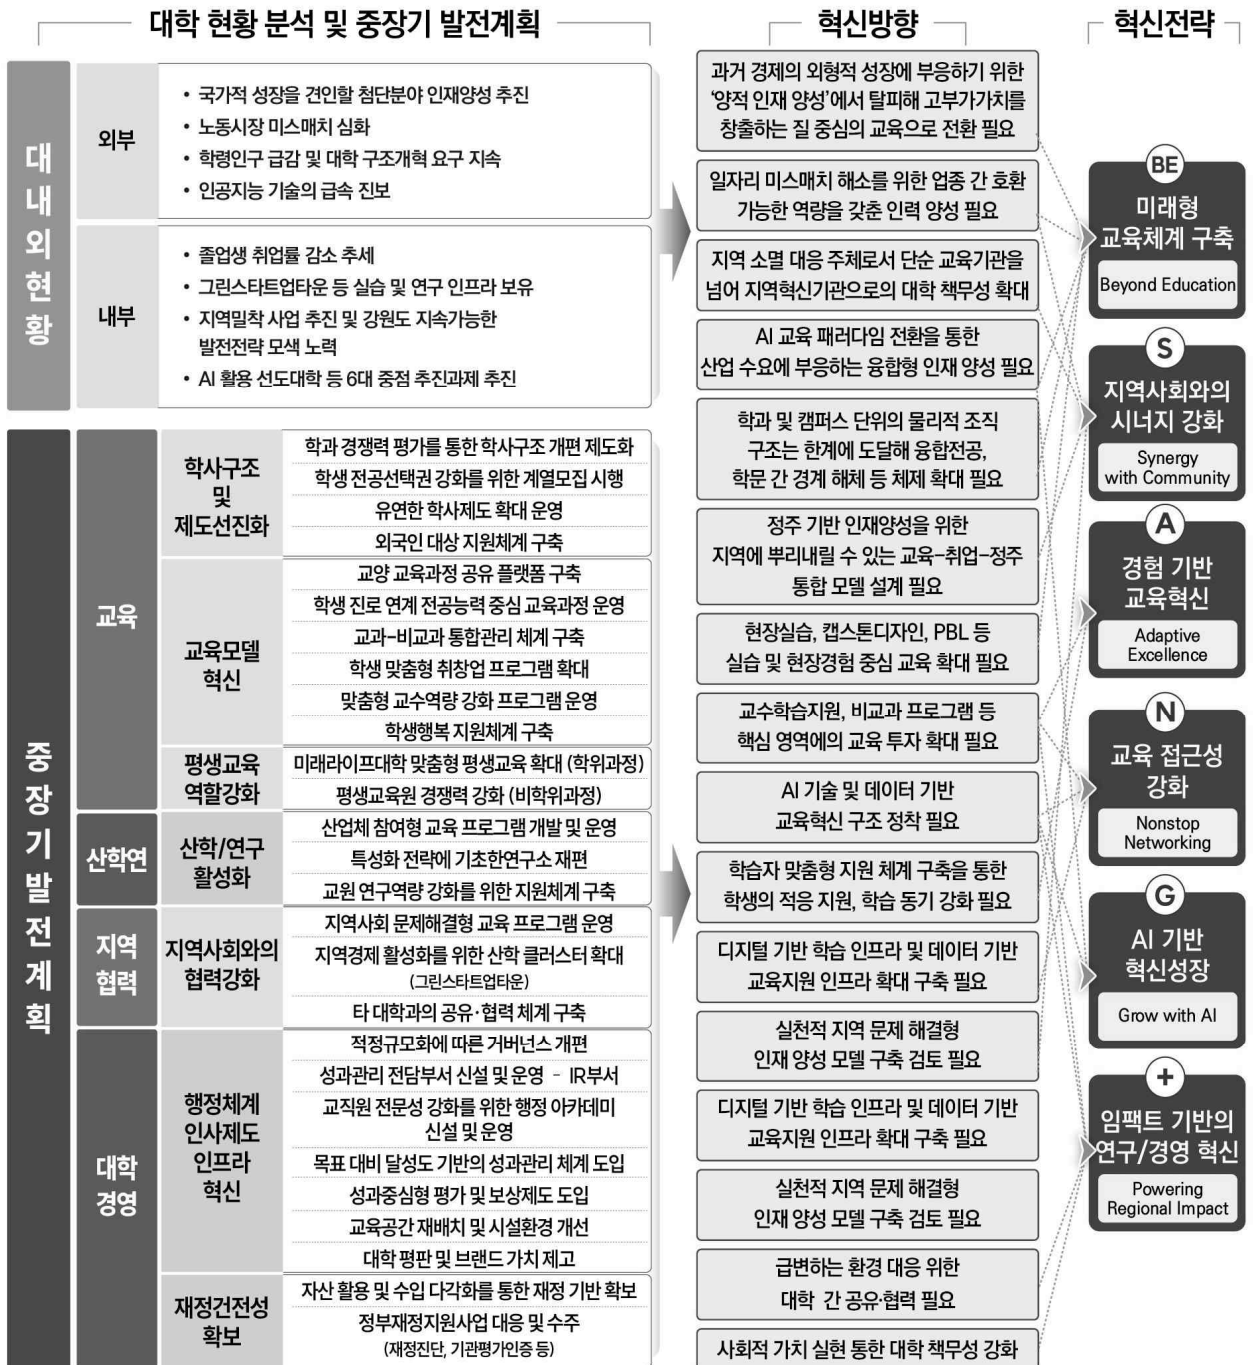 대학 현황 분석 및 중장기 발전계획
대내외현황
외부
• 국가적 성장을 견인할 첨단분야 인재양성 추진
• 노동시장 미스매치 심화
• 학령인구 급감 및 대학 구조개혁 요구 지속
• 인공지능 기술의 급속 진보
내부
• 졸업생 취업률 감소 추세
• 그린스타트업타운 등 실습 및 연구 인프라 보유
• 지역밀착 사업 추진 및 강원도 지속가능한
발전전략 모색 노력
• AI 활용 선도대학 등 6대 중점 추진과제 추진
중장기발전계획
교육
학사구조
및
제도선진화
학과 경쟁력 평가를 통한 학사구조 개편 제도화
학생 전공선택권 강화를 위한 계열모집 시행
유연한 학사제도 확대 운영
외국인 대상 지원체계 구축
교육모델
혁신
교양 교육과정 공유 플랫폼 구축
학생 진로 연계 전공능력 중심 교육과정 운영
교과-비교과 통합관리 체계 구축
학생 맞춤형 취창업 프로그램 확대
맞춤형 교수역량 강화 프로그램 운영
학생행복 지원체계 구축
평생교육
역할강화
미래라이프대학 맞춤형 평생교육 확대 (학위과정)
평생교육원 경쟁력 강화 (비학위과정)
산학연
산학/연구
활성화
산업체 참여형 교육 프로그램 개발 및 운영
특성화 전략에 기초한연구소 재편
교원 연구역량 강화를 위한 지원체계 구축
지역
협력
지역사회와의
협력강화
지역사회 문제해결형 교육 프로그램 운영
지역경제 활성화를 위한 산학 클러스터 확대
(그린스타트업타운)
타 대학과의 공유·협력 체계 구축
대학
경영
행정체계
인사제도
인프라
혁신
적정규모화에 따른 거버넌스 개편
성과관리 전담부서 신설 및 운영 - IR부서
교직원 전문성 강화를 위한 행정 아카데미
신설 및 운영
목표 대비 달성도 기반의 성과관리 체계 도입
성과중심형 평가 및 보상제도 도입
교육공간 재배치 및 시설환경 개선
대학 평판 및 브랜드 가치 제고
재정건전성
확보
자산 활용 및 수입 다각화를 통한 재정 기반 확보
정부재정지원사업 대응 및 수주
(재정진단, 기관평가인증 등)
혁신방향
과거 경제의 외형적 성장에 부응하기 위한
‘양적 인재 양성’에서 탈피해 고부가가치를
창출하는 질 중심의 교육으로 전환 필요
일자리 미스매치 해소를 위한 업종 간 호환
가능한 역량을 갖춘 인력 양성 필요
지역 소멸 대응 주체로서 단순 교육기관을
넘어 지역혁신기관으로의 대학 책무성 확대
AI 교육 패러다임 전환을 통한
산업 수요에 부응하는 융합형 인재 양성 필요
학과 및 캠퍼스 단위의 물리적 조직
구조는 한계에 도달해 융합전공,
학문 간 경계 해체 등 체제 확대 필요
정주 기반 인재양성을 위한
지역에 뿌리내릴 수 있는 교육-취업-정주
통합 모델 설계 필요
현장실습, 캡스톤디자인, PBL 등
실습 및 현장경험 중심 교육 확대 필요
교수학습지원, 비교과 프로그램 등
핵심 영역에의 교육 투자 확대 필요
AI 기술 및 데이터 기반
교육혁신 구조 정착 필요
학습자 맞춤형 지원 체계 구축을 통한
학생의 적응 지원, 학습 동기 강화 필요
디지털 기반 학습 인프라 및 데이터 기반
교육지원 인프라 확대 구축 필요
실천적 지역 문제 해결형
인재 양성 모델 구축 검토 필요
디지털 기반 학습 인프라 및 데이터 기반
교육지원 인프라 확대 구축 필요
실천적 지역 문제 해결형
인재 양성 모델 구축 검토 필요
급변하는 환경 대응 위한
대학 간 공유·협력 필요
사회적 가치 실현 통한 대학 책무성 강화
혁신전략
BE
미래형
교육체계 구축
Beyond Education
S
지역사회와의
시너지 강화
Synergy
with Community
A
경험 기반
교육혁신
Adaptive
Excellence
N
교육 접근성
강화
Nonstop
Networking
G
AI 기반
혁신성장
Grow with AI
+
임팩트 기반의
연구/경영 혁신
Powering
Regional Impact